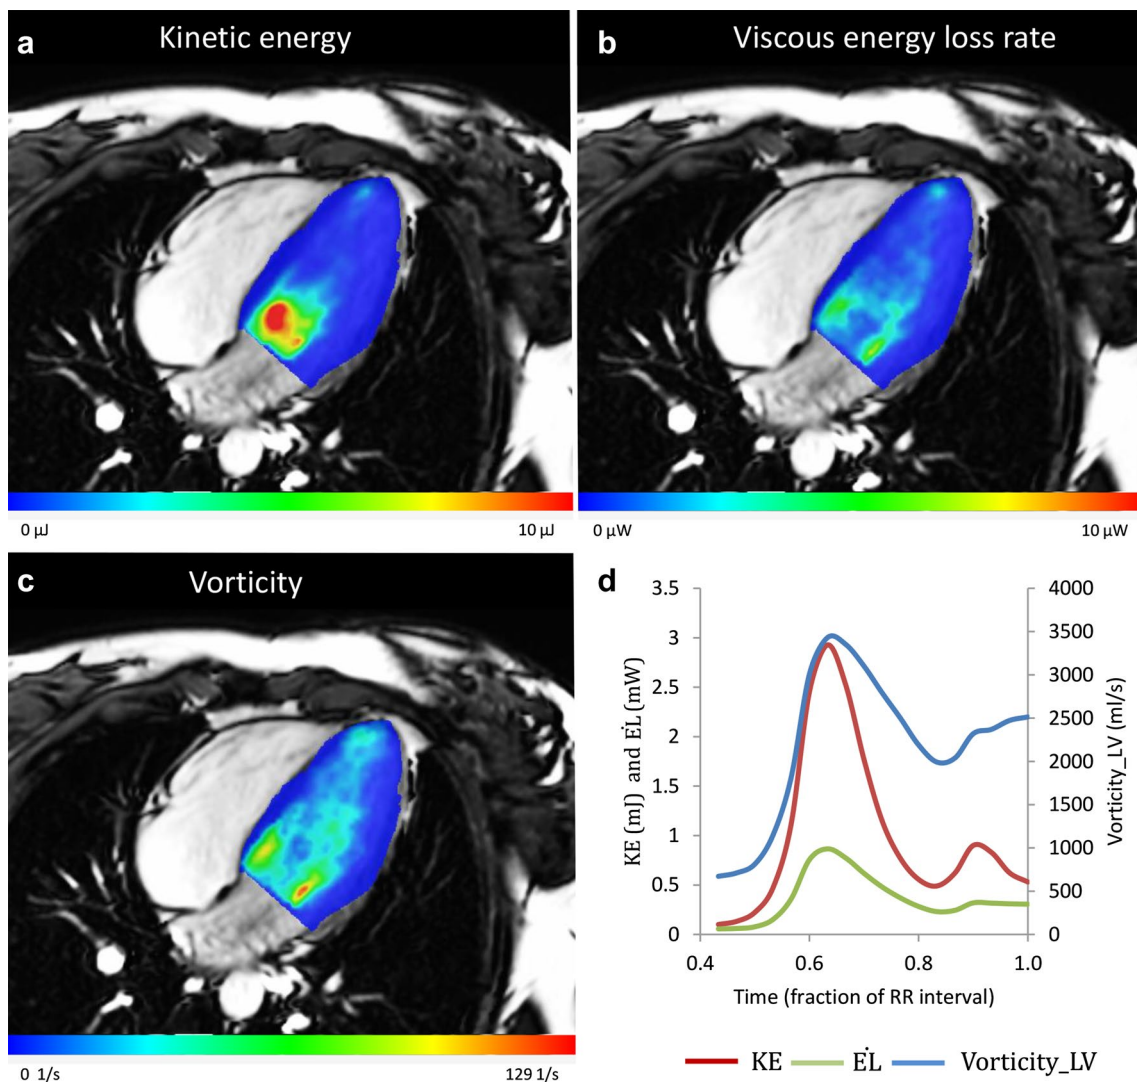 a Kinetic energy
b Viscous energy loss rate
0 µJ 10 µJ
0 µW 10 µW
c Vorticity
0 1/s 129 1/s
d
3.5
3
2.5
2
1.5
1
0.5
0
KE (mJ) and ĖL (mW)
4000
3500
3000
2500
2000
1500
1000
500
0
Vorticity_LV (ml/s)
0.4 0.6 0.8 1.0
Time (fraction of RR interval)
KE ĖL Vorticity_LV